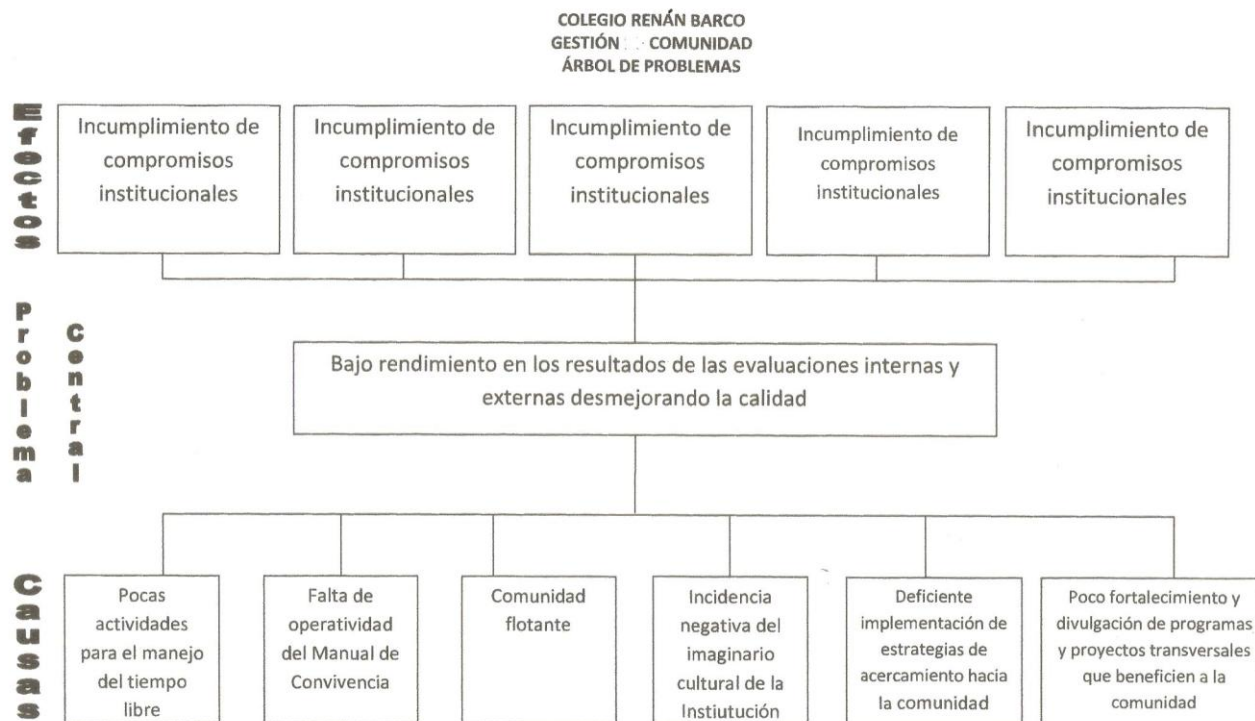 COLEGIO RENÁN BARCO
GESTIÓN COMUNIDAD
ÁRBOL DE PROBLEMAS
Efectos
Incumplimiento de
compromisos
institucionales
Incumplimiento de
compromisos
institucionales
Incumplimiento de
compromisos
institucionales
Incumplimiento de
compromisos
institucionales
Incumplimiento de
compromisos
institucionales
Problema
Central
Bajo rendimiento en los resultados de las evaluaciones internas y
externas desmejorando la calidad
Causas
Pocas
actividades
para el manejo
del tiempo
libre
Falta de
operatividad
del Manual de
Convivencia
Comunidad
flotante
Incidencia
negativa del
imaginario
cultural de la
Instiutución
Deficiente
implementación de
estrategias de
acercamiento hacia
la comunidad
Poco fortalecimiento y
divulgación de programas
y proyectos transversales
que beneficien a la
comunidad